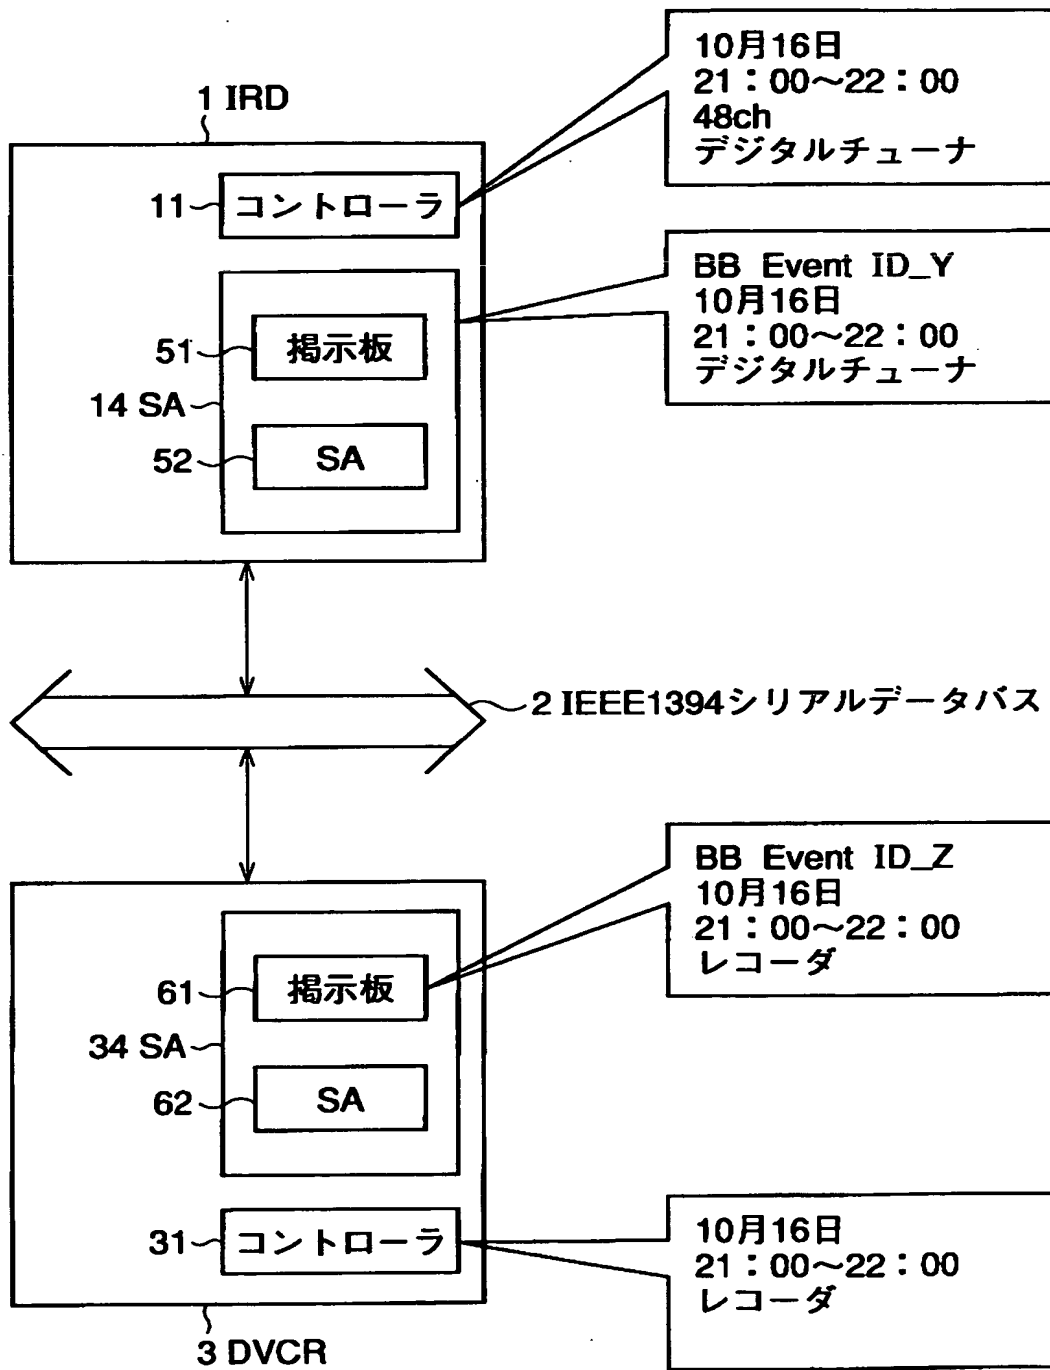 10月16日
21：00～22：00
48ch
デジタルチューナ
1 IRD
11
コントローラ
BB Event ID_Y
10月16日
21：00～22：00
デジタルチューナ
51
掲示板
14 SA
52
SA
2 IEEE1394シリアルデータバス
BB Event ID_Z
10月16日
21：00～22：00
レコーダ
61
掲示板
34 SA
62
SA
31
コントローラ
10月16日
21：00～22：00
レコーダ
3 DVCR